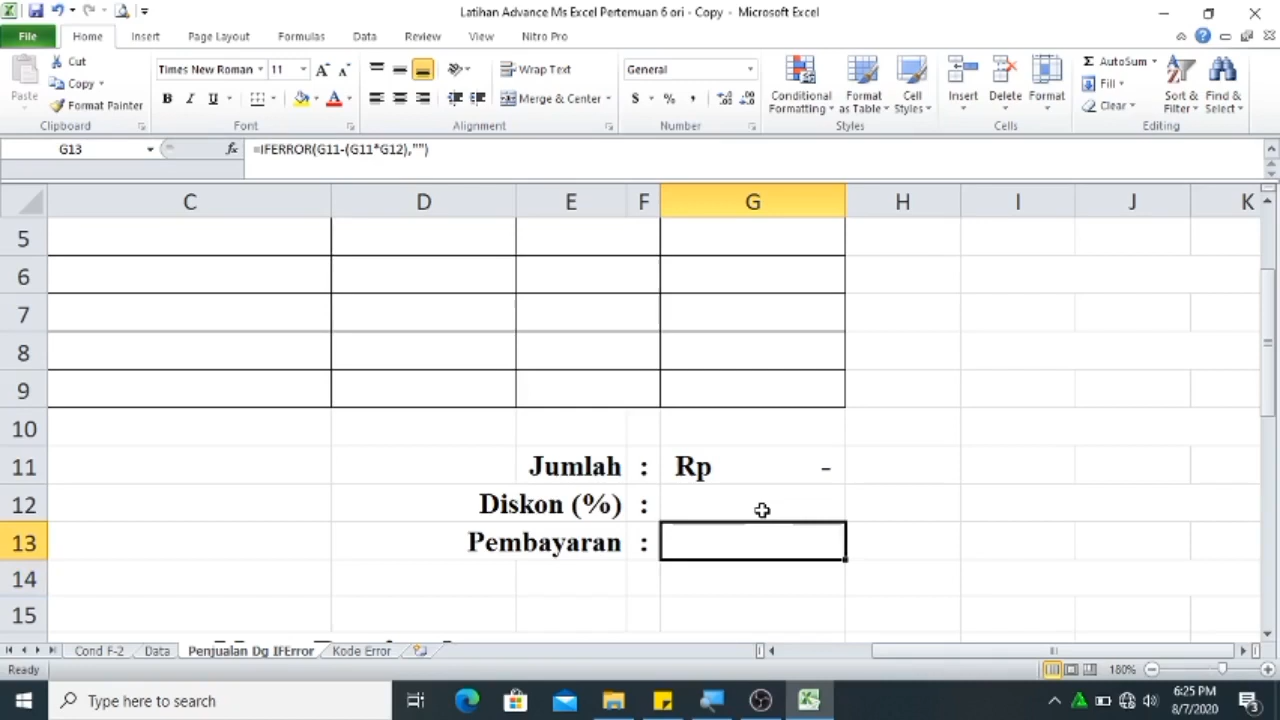 Latihan Advance Ms Excel Pertemuan 6 ori - Copy - Microsoft Excel
File Home Insert Page Layout Formulas Data Review View Nitro Pro
Paste
Cut
Copy
Format Painter
Clipboard
Times New Roman 11
B I U
Font
Wrap Text
Merge & Center
Alignment
General
$ % ,
Number
Conditional Formatting
Format as Table
Cell Styles
Styles
Insert Delete Format
Cells
AutoSum
Fill
Clear
Sort & Filter
Find & Select
Editing
G13 fx =IFERROR(G11-(G11*G12),"")
C D E F G H I J K
5
6
7
8
9
10
11 Jumlah : Rp -
12 Diskon (%) :
13 Pembayaran :
14
15
Cond F-2 Data Penjualan Dg IFError Kode Error
Ready 180%
Type here to search
6:25 PM
8/7/2020
3